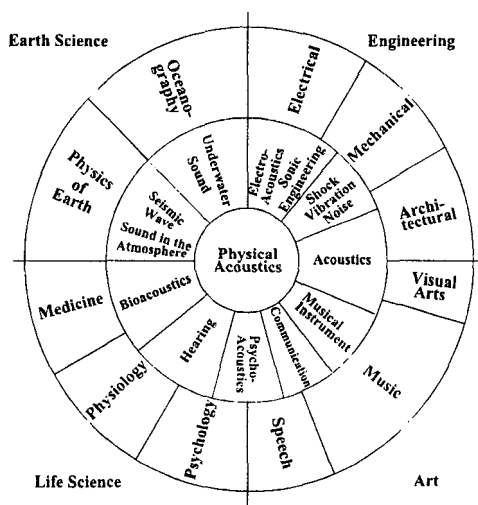 Earth Science
Engineering
Oceano-
graphy
Electrical
Mechanical
Archi-
tectural
Visual
Arts
Music
Speech
Psychology
Physiology
Medicine
Physics
of
Earth
Underwater
Sound
Electro-
Acoustics
Sonic
Engineering
Shock
Vibration
Noise
Acoustics
Musical
Instrument
Communication
Psycho-
Acoustics
Hearing
Bioacoustics
Seismic
Wave
Sound in the
Atmosphere
Physical
Acoustics
Life Science
Art